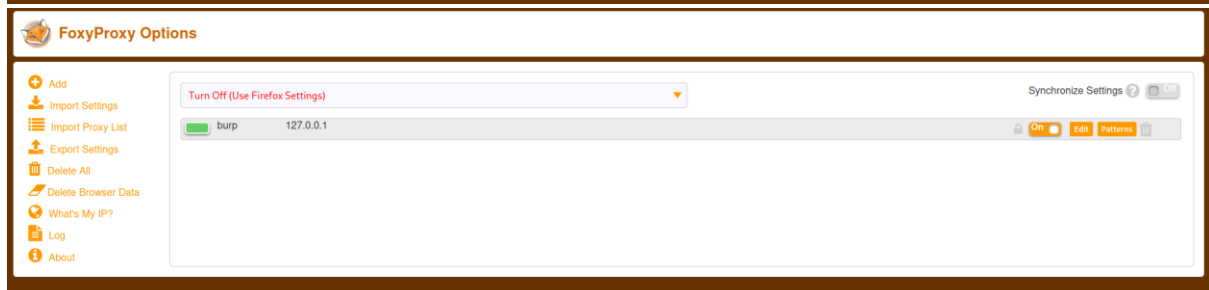 FoxyProxy Options
Add
Import Settings
Import Proxy List
Export Settings
Delete All
Delete Browser Data
What's My IP?
Log
About
Turn Off (Use Firefox Settings)
Synchronize Settings ? Off
burp 127.0.0.1 On Edit Patterns